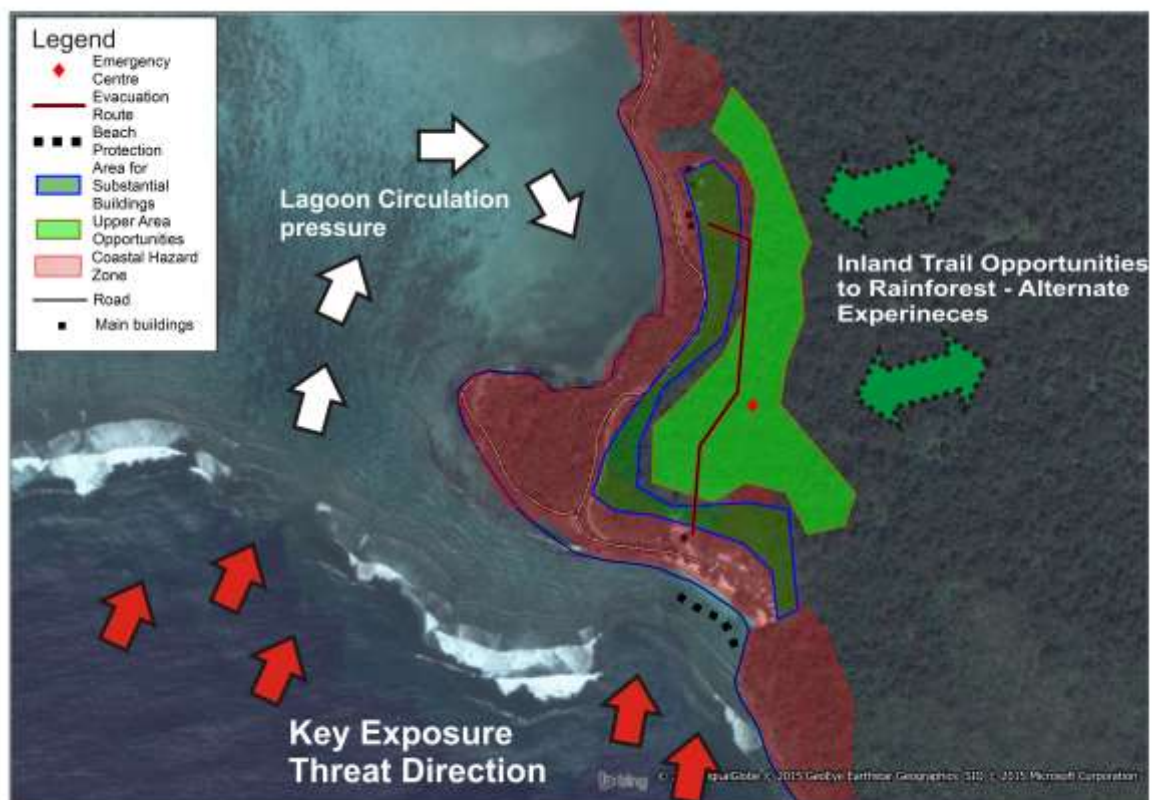 Legend
Emergency
Centre
Evacuation
Route
Beach
Protection
Area for
Substantial
Buildings
Upper Area
Opportunities
Coastal Hazard
Zone
Road
Main buildings
Lagoon Circulation
pressure
Inland Trail Opportunities
to Rainforest - Alternate
Experineces
Key Exposure
Threat Direction
bing
© 2015 GeoEye Earthstar Geographics SIO © 2015 Microsoft Corporation